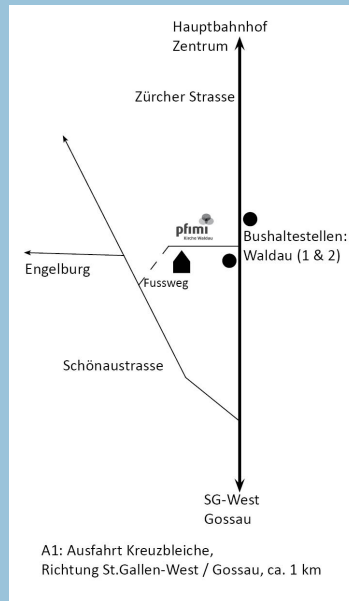 Hauptbahnhof
Zentrum
Zürcher Strasse
pfimi
Kirche Waldau
Bushaltestellen:
Waldau (1 & 2)
Engelburg
Fussweg
Schönaustrasse
SG-West
Gossau
A1: Ausfahrt Kreuzbleiche,
Richtung St.Gallen-West / Gossau, ca. 1 km